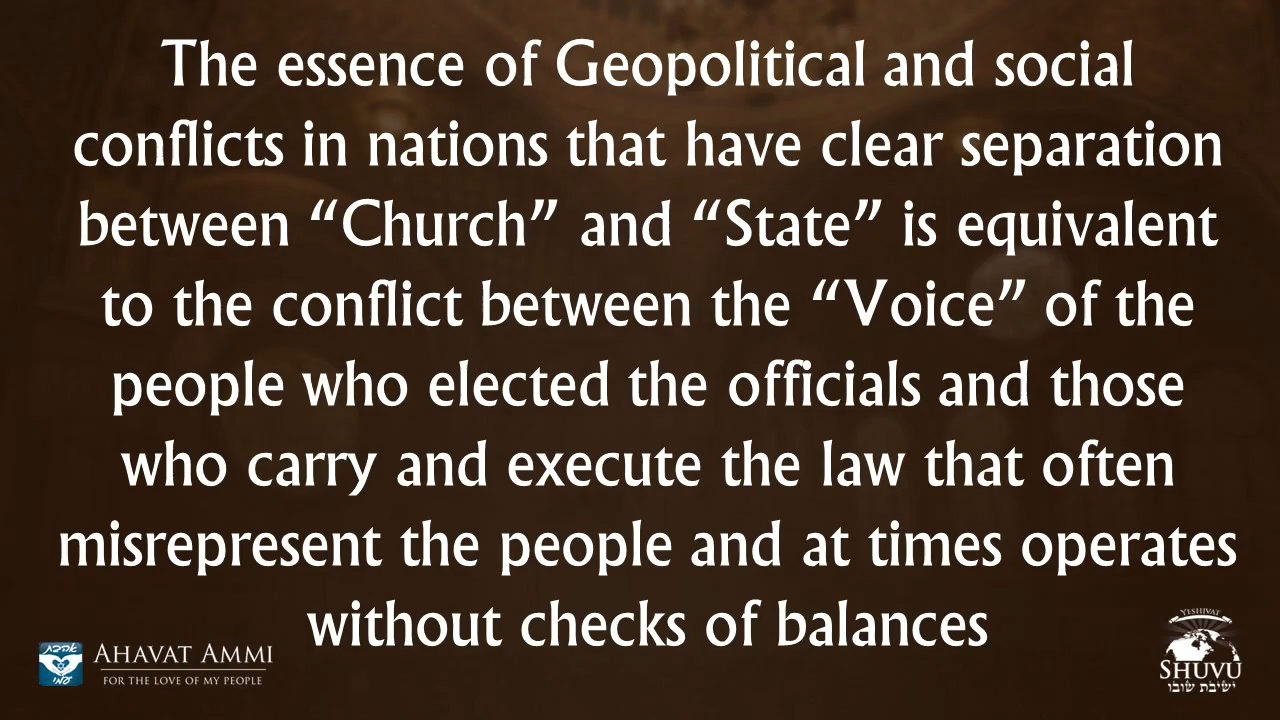 The essence of Geopolitical and social
conflicts in nations that have clear separation
between “Church” and “State” is equivalent
to the conflict between the “Voice” of the
people who elected the officials and those
who carry and execute the law that often
misrepresent the people and at times operates
without checks of balances
אהבת
עמי
AHAVAT AMMI
FOR THE LOVE OF MY PEOPLE
YESHIVAT
SHUVU
ישיבת שובו